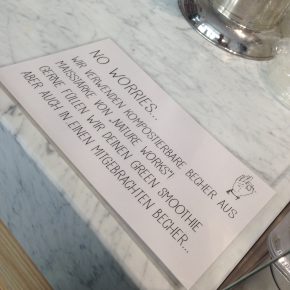 NO WORRIES...
WIR VERWENDEN KOMPOSTIERBARE BECHER AUS
MAISSTÄRKE VON „NATURE WORKS"!
GERNE FÜLLEN WIR DEINEN GREEN SMOOTHIE
ABER AUCH IN EINEN MITGEBRACHTEN BECHER...